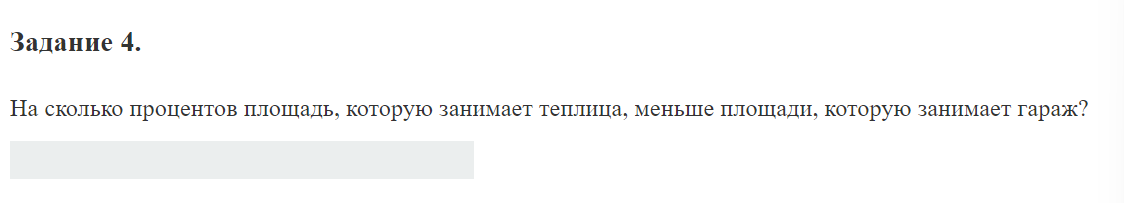 Задание 4.
На сколько процентов площадь, которую занимает теплица, меньше площади, которую занимает гараж?